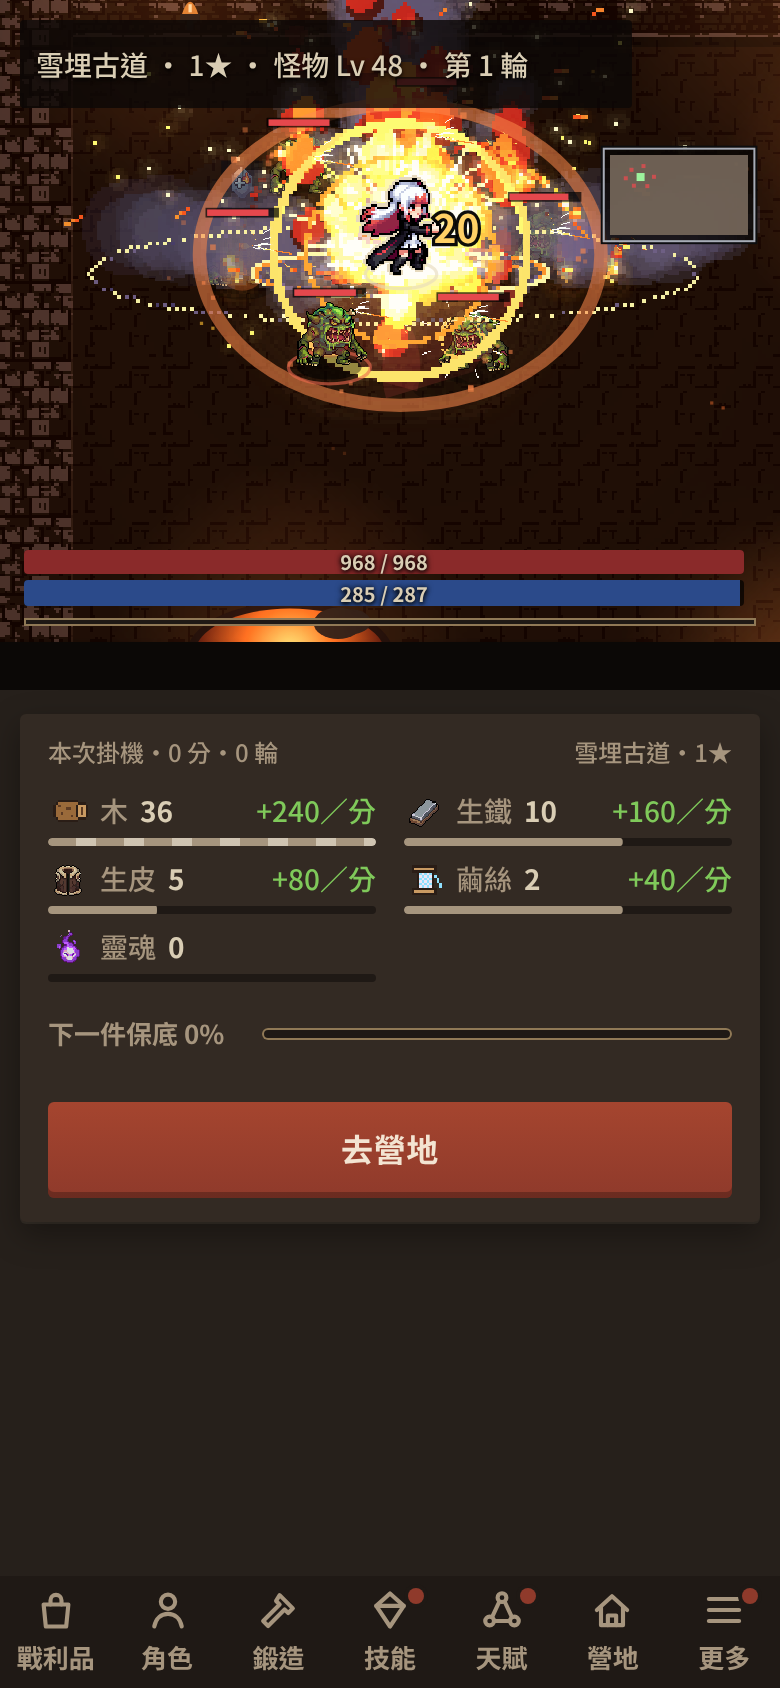 雪埋古道 • 1★ • 怪物 Lv 48 • 第 1 輪
20
968 / 968
285 / 287
本次掛機・0 分・0 輪
雪埋古道・1★
木 36 +240／分
生鐵 10 +160／分
生皮 5 +80／分
繭絲 2 +40／分
靈魂 0
下一件保底 0%
去營地
戰利品
角色
鍛造
技能
天賦
營地
更多